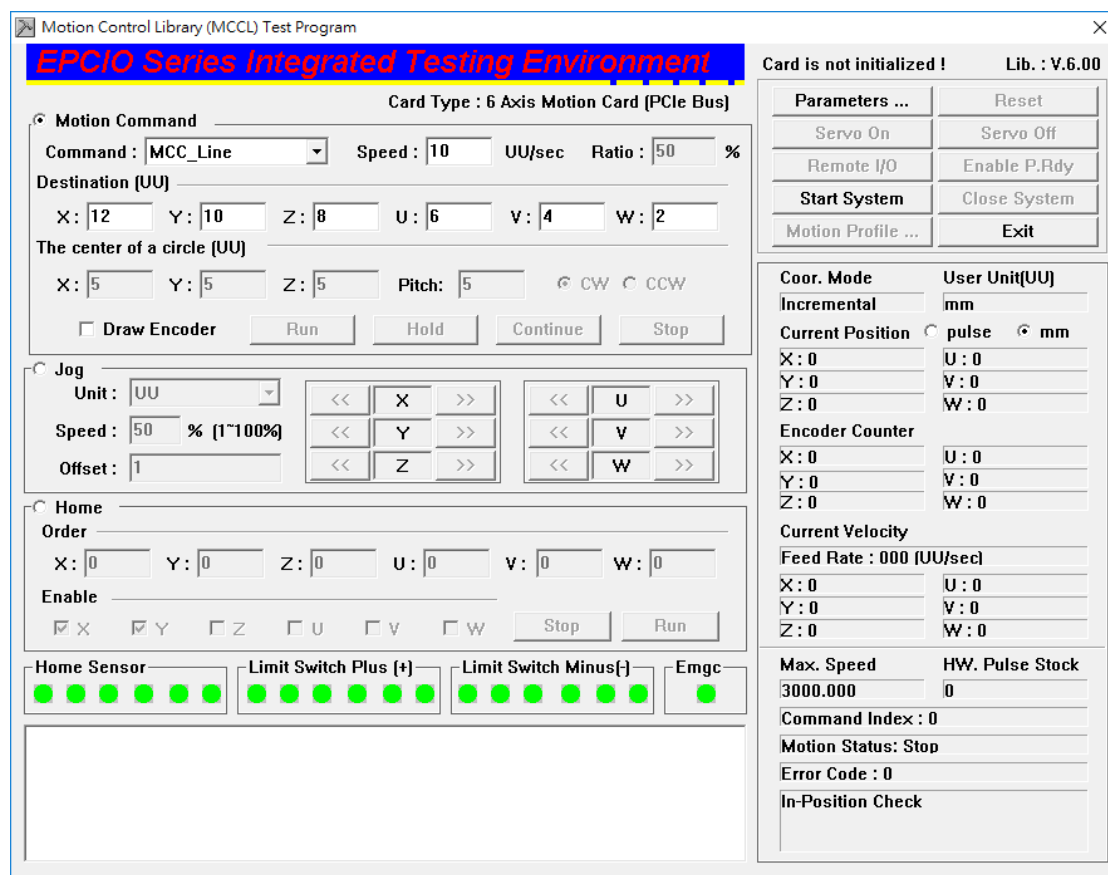 Motion Control Library (MCCL) Test Program
EPCIO Series Integrated Testing Environment
Card is not initialized ! Lib. : V.6.00
Card Type : 6 Axis Motion Card (PCIe Bus)
Parameters ... Reset
Servo On Servo Off
Remote I/O Enable P.Rdy
Start System Close System
Motion Profile ... Exit
Motion Command
Command : MCC_Line Speed : 10 UU/sec Ratio : 50 %
Destination (UU)
X : 12 Y : 10 Z : 8 U : 6 V : 4 W : 2
The center of a circle (UU)
X : 5 Y : 5 Z : 5 Pitch: 5 CW CCW
Draw Encoder Run Hold Continue Stop
Jog
Unit : UU
Speed : 50 % (1~100%)
Offset : 1
<< X >> << U >>
<< Y >> << V >>
<< Z >> << W >>
Home
Order
X : 0 Y : 0 Z : 0 U : 0 V : 0 W : 0
Enable
X Y Z U V W Stop Run
Home Sensor Limit Switch Plus (+) Limit Switch Minus(-) Emgc
Coor. Mode User Unit(UU)
Incremental mm
Current Position pulse mm
X : 0 U : 0
Y : 0 V : 0
Z : 0 W : 0
Encoder Counter
X : 0 U : 0
Y : 0 V : 0
Z : 0 W : 0
Current Velocity
Feed Rate : 000 (UU/sec)
X : 0 U : 0
Y : 0 V : 0
Z : 0 W : 0
Max. Speed HW. Pulse Stock
3000.000 0
Command Index : 0
Motion Status: Stop
Error Code : 0
In-Position Check